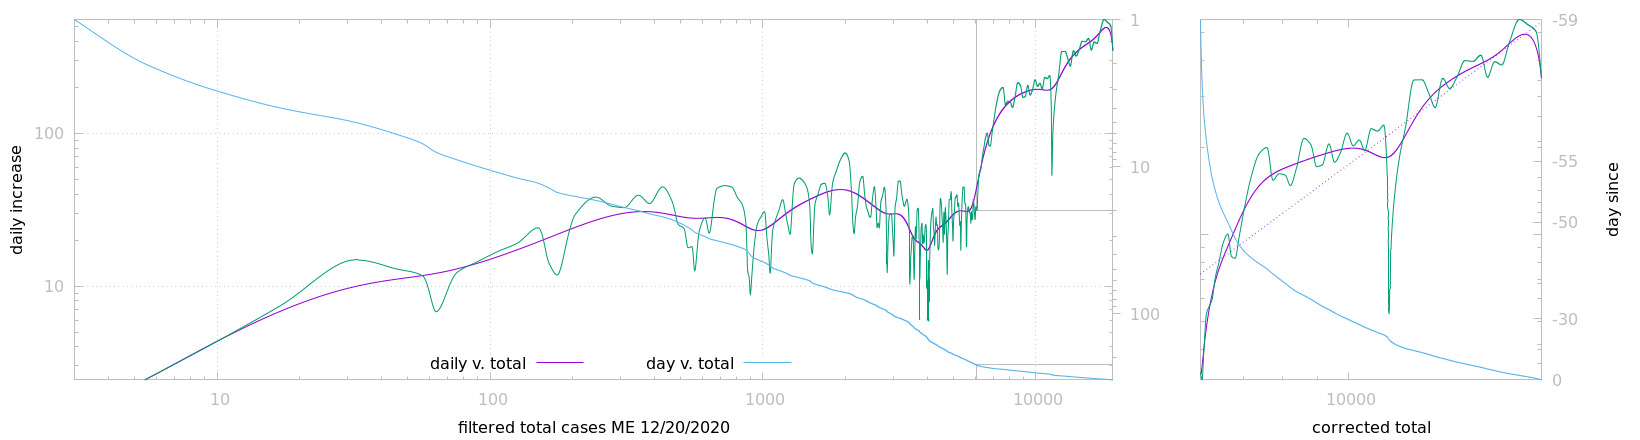 daily increase
100
10
1
10
100
daily v. total
day v. total
10
100
1000
10000
filtered total cases ME 12/20/2020
-59
-55
-50
-30
0
day since
10000
corrected total